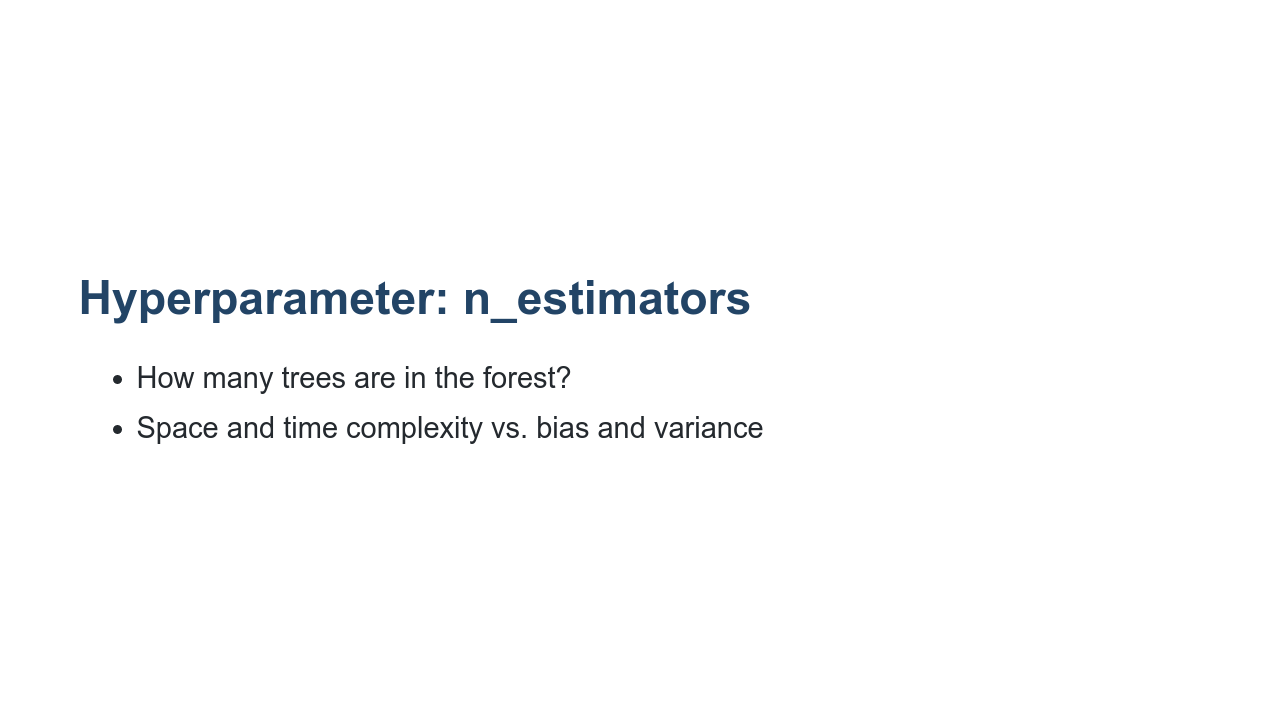 Hyperparameter: n_estimators
• How many trees are in the forest?
• Space and time complexity vs. bias and variance